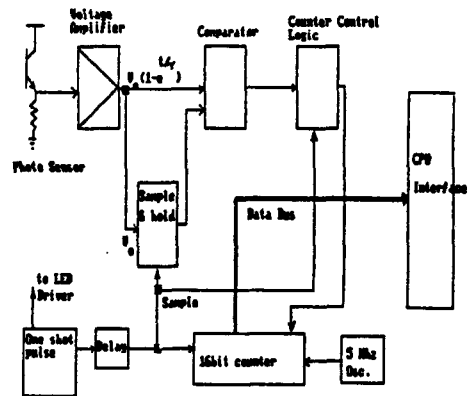 Voltage
Amplifier
Counter Control
Logic
Comparator
t/r
V (1-e )
o
Photo Sensor
Sample
& hold
V
o
CPU
Interface
Data Bus
to LED
Driver
Sample
One shot
pulse
Delay
16bit counter
5 Mhz
Osc.